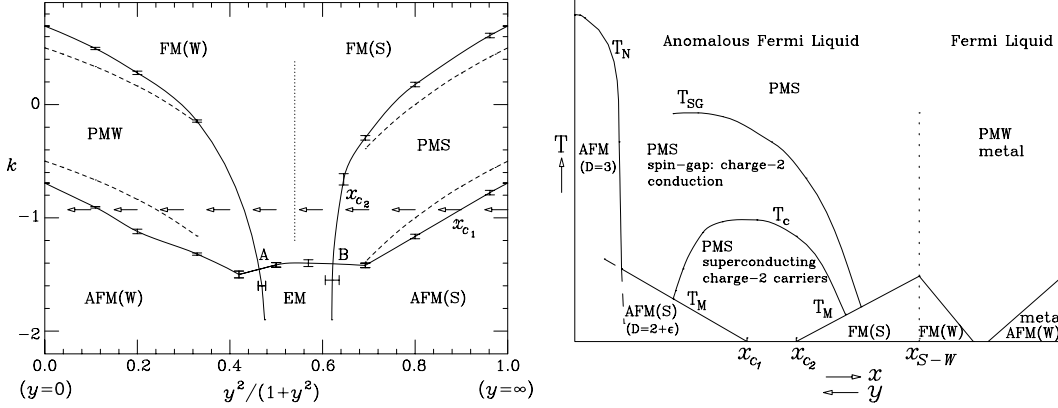 FM(W)
FM(S)
0
PMW
PMS
k
x_{c_2}
−1
x_{c_1}
A
B
AFM(W)
EM
AFM(S)
−2
0.0
0.2
0.4
0.6
0.8
1.0
(y=0)
y²/(1+y²)
(y=∞)
T_N
Anomalous Fermi Liquid
Fermi Liquid
PMS
T_{SG}
T
AFM
(D=3)
PMS
spin-gap: charge-2
conduction
PMW
metal
T_c
PMS
superconducting
charge-2 carriers
T_M
T_M
AFM(S)
(D=2+ϵ)
FM(S)
FM(W)
meta
AFM(W)
x_{c_1}
x_{c_2}
x_{S−W}
x
y